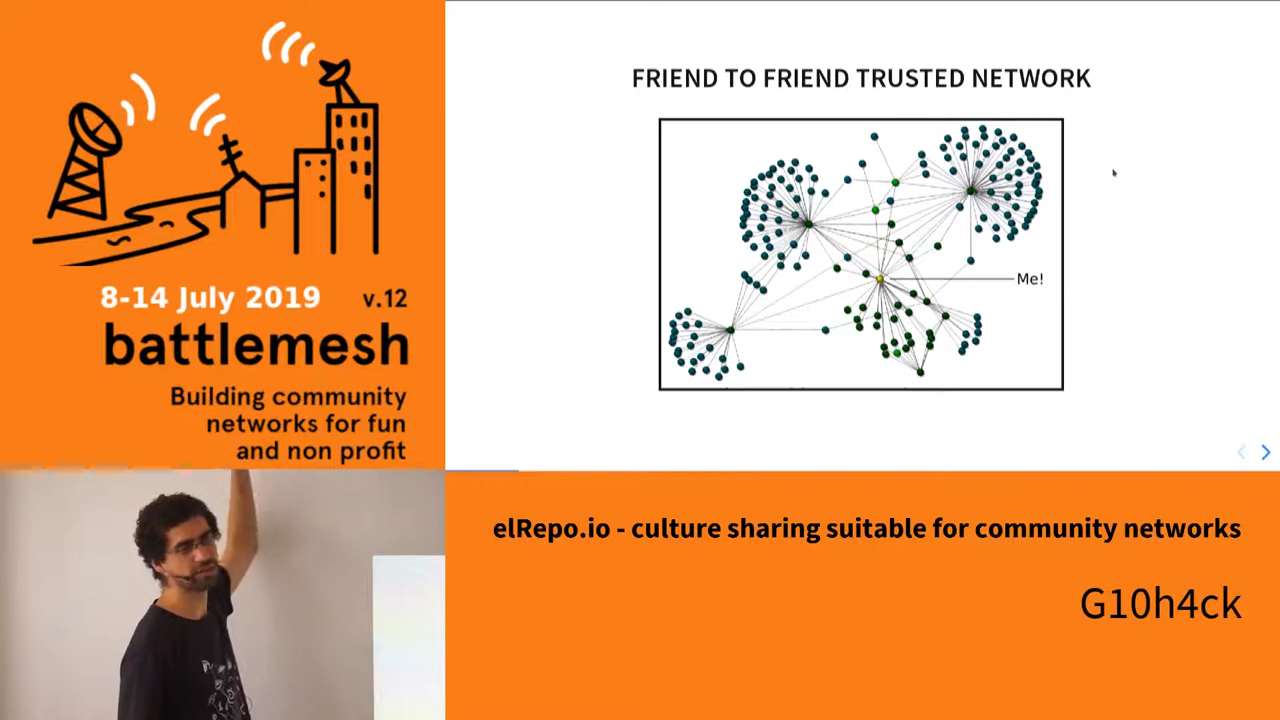 8-14 July 2019 v.12
battlemesh
Building community
networks for fun
and non profit
FRIEND TO FRIEND TRUSTED NETWORK
Me!
elRepo.io - culture sharing suitable for community networks
G10h4ck